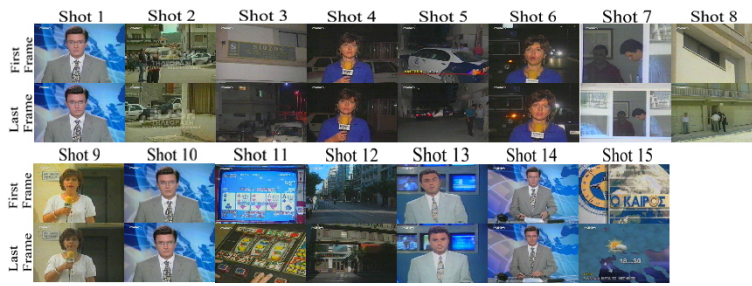 Shot 1 Shot 2 Shot 3 Shot 4 Shot 5 Shot 6 Shot 7 Shot 8
First Frame
Last Frame
Shot 9 Shot 10 Shot 11 Shot 12 Shot 13 Shot 14 Shot 15
First Frame
Ο ΚΑΙΡΟΣ
Last Frame
18..30